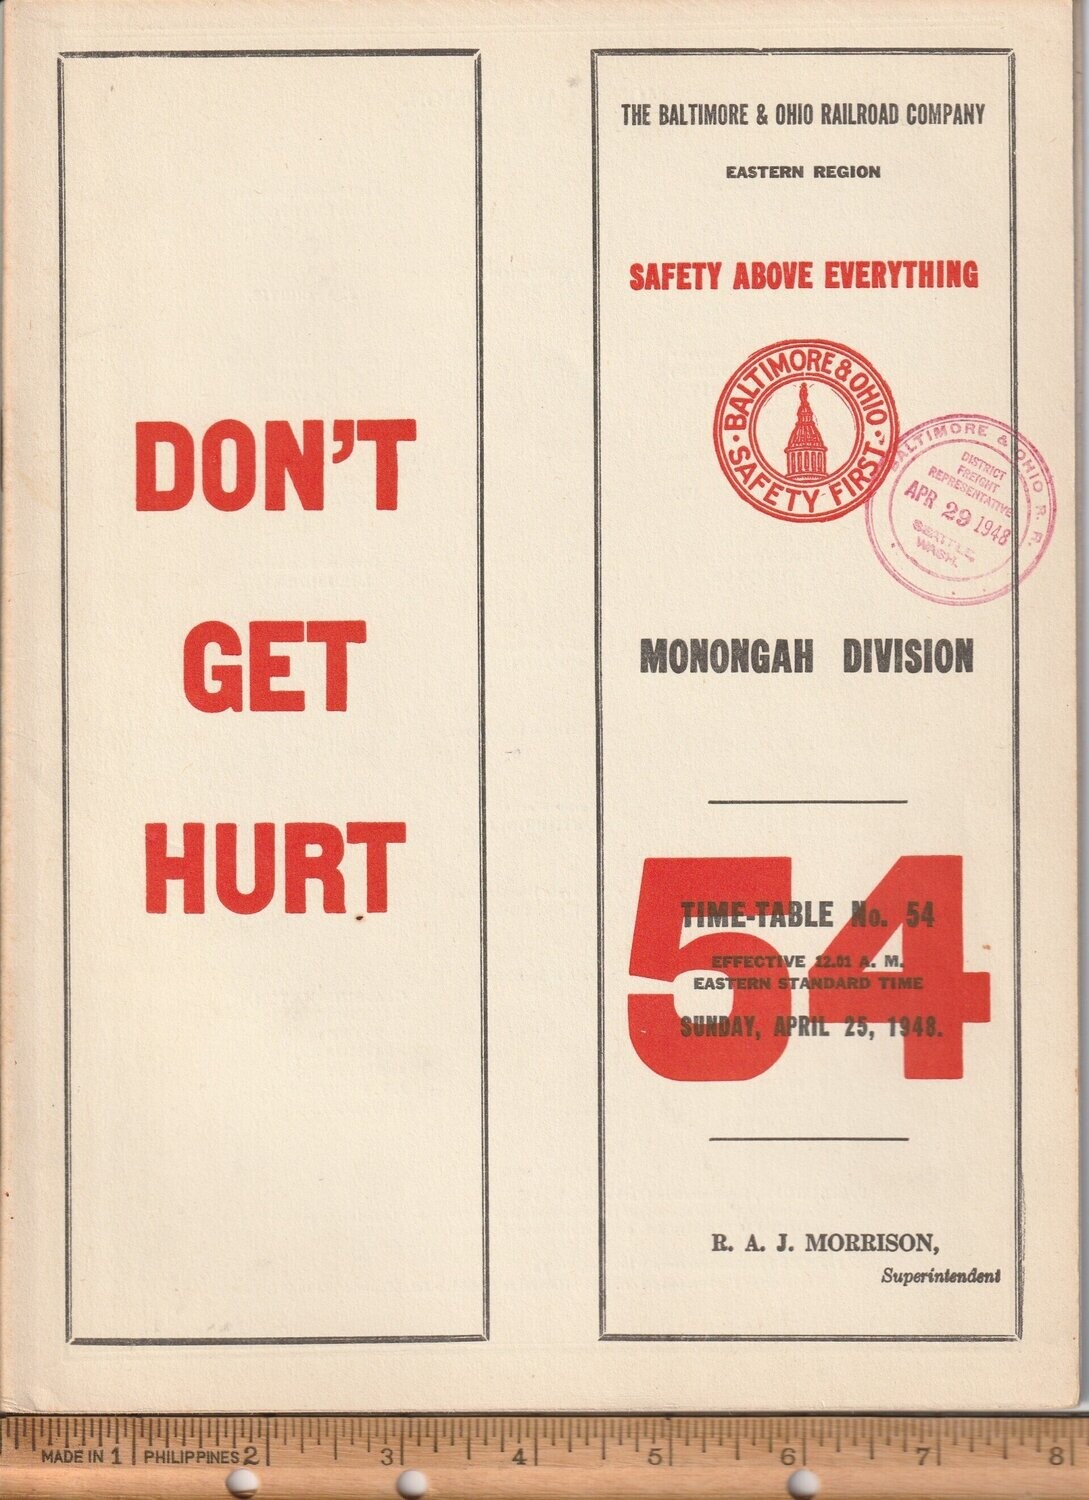 DON'T
GET
HURT
THE BALTIMORE & OHIO RAILROAD COMPANY
EASTERN REGION
SAFETY ABOVE EVERYTHING
BALTIMORE & OHIO
SAFETY FIRST
BALTIMORE & OHIO R. R.
DISTRICT
FREIGHT
REPRESENTATIVE
APR 29 1948
SEATTLE,
WASH.
MONONGAH DIVISION
54
TIME-TABLE No. 54
EFFECTIVE 12.01 A. M.
EASTERN STANDARD TIME
SUNDAY, APRIL 25, 1948.
R. A. J. MORRISON,
Superintendent
MADE IN 1 PHILIPPINES 2 3 4 5 6 7 8